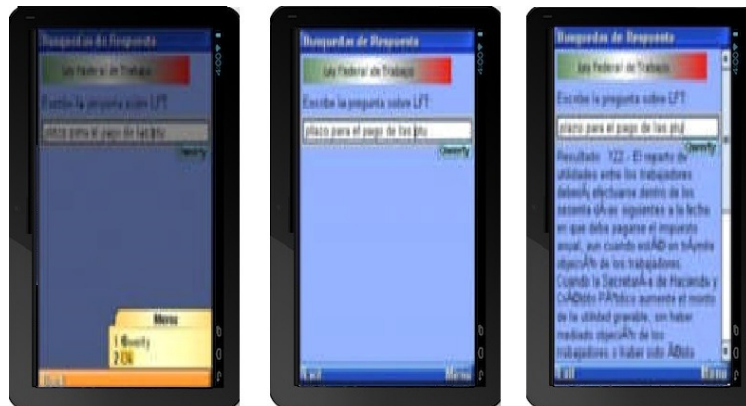 Busquedas de Respuesta
Ley Federal de Trabajo
Escribe la pregunta sobre LFT:
plazo para el pago de las ptu
Qwerty
Menu
1 Qwerty
2 Ok
Busquedas de Respuesta
Ley Federal de Trabajo
Escribe la pregunta sobre LFT:
plazo para el pago de las ptu
Qwerty
Exit
Menu
Busquedas de Respuesta
Ley Federal de Trabajo
Escribe la pregunta sobre LFT:
plazo para el pago de las ptu
Qwerty
Resultado: 122 - El reparto de
utilidades entre los trabajadores
deberÃ¡ efectuarse dentro de los
sesenta dÃ­as siguientes a la fecha
en que deba pagarse el impuesto
anual, aun cuando estÃ© en trÃ¡mite
objeciÃ³n de los trabajadores.
Cuando la SecretarÃ­a de Hacienda y
CrÃ©dito PÃºblico aumente el monto
de la utilidad gravable, sin haber
mediado objeciÃ³n de los
trabajadores o haber sido Ã©sta
Exit
Menu